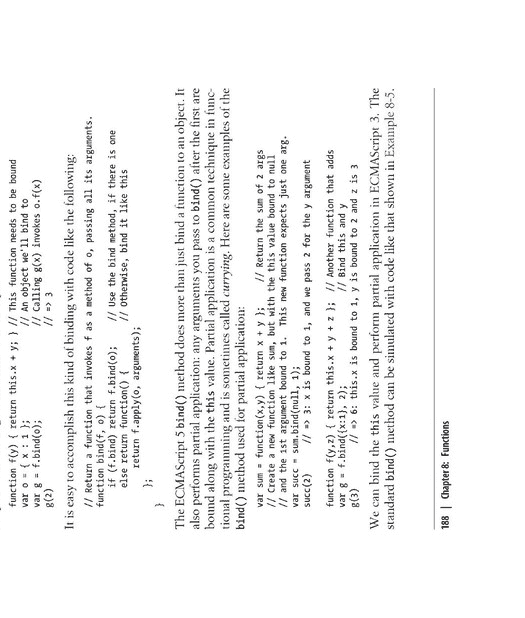 function f(y) { return this.x + y; } // This function needs to be bound
var o = { x : 1 }; // An object we'll bind to
var g = f.bind(o); // Calling g(x) invokes o.f(x)
g(2) // => 3
It is easy to accomplish this kind of binding with code like the following:
// Return a function that invokes f as a method of o, passing all its arguments.
function bind(f, o) {
if (f.bind) return f.bind(o); // Use the bind method, if there is one
else return function() { // Otherwise, bind it like this
return f.apply(o, arguments);
};
}
The ECMAScript 5 bind() method does more than just bind a function to an object. It
also performs partial application: any arguments you pass to bind() after the first are
bound along with the this value. Partial application is a common technique in func-
tional programming and is sometimes called currying. Here are some examples of the
bind() method used for partial application:
var sum = function(x,y) { return x + y }; // Return the sum of 2 args
// Create a new function like sum, but with the this value bound to null
// and the 1st argument bound to 1. This new function expects just one arg.
var succ = sum.bind(null, 1);
succ(2) // => 3: x is bound to 1, and we pass 2 for the y argument
function f(y,z) { return this.x + y + z }; // Another function that adds
var g = f.bind({x:1}, 2); // Bind this and y
g(3) // => 6: this.x is bound to 1, y is bound to 2 and z is 3
We can bind the this value and perform partial application in ECMAScript 3. The
standard bind() method can be simulated with code like that shown in Example 8-5.
188 | Chapter 8: Functions